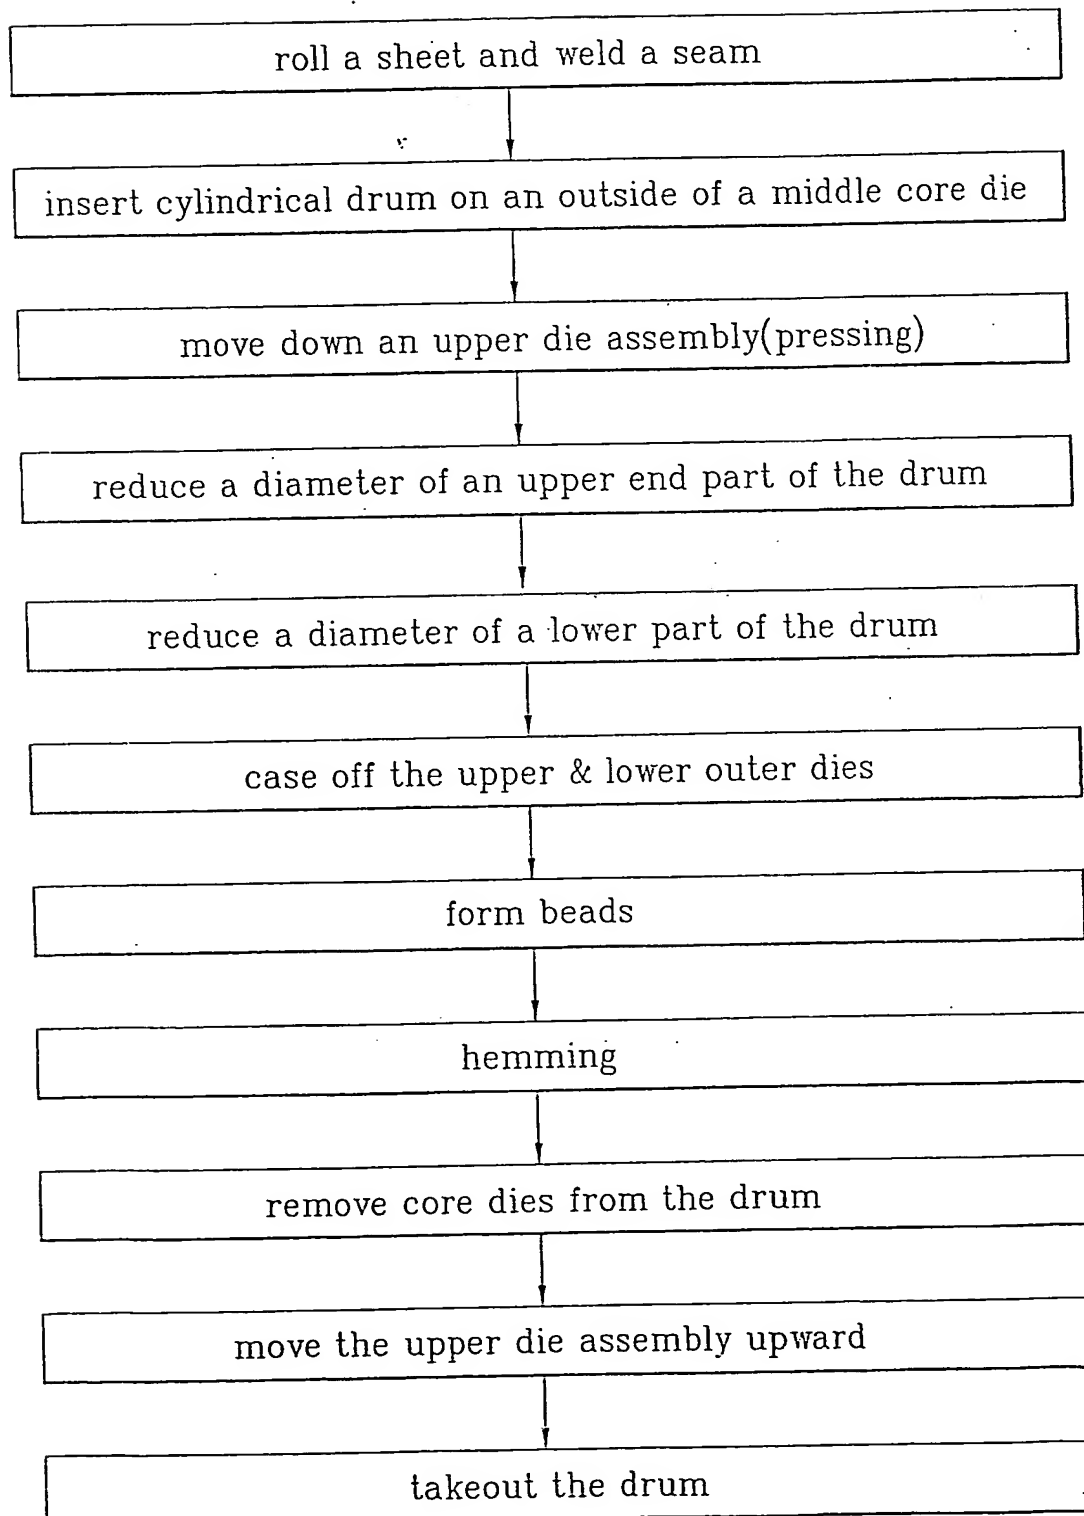 roll a sheet and weld a seam
insert cylindrical drum on an outside of a middle core die
move down an upper die assembly(pressing)
reduce a diameter of an upper end part of the drum
reduce a diameter of a lower part of the drum
case off the upper & lower outer dies
form beads
hemming
remove core dies from the drum
move the upper die assembly upward
takeout the drum